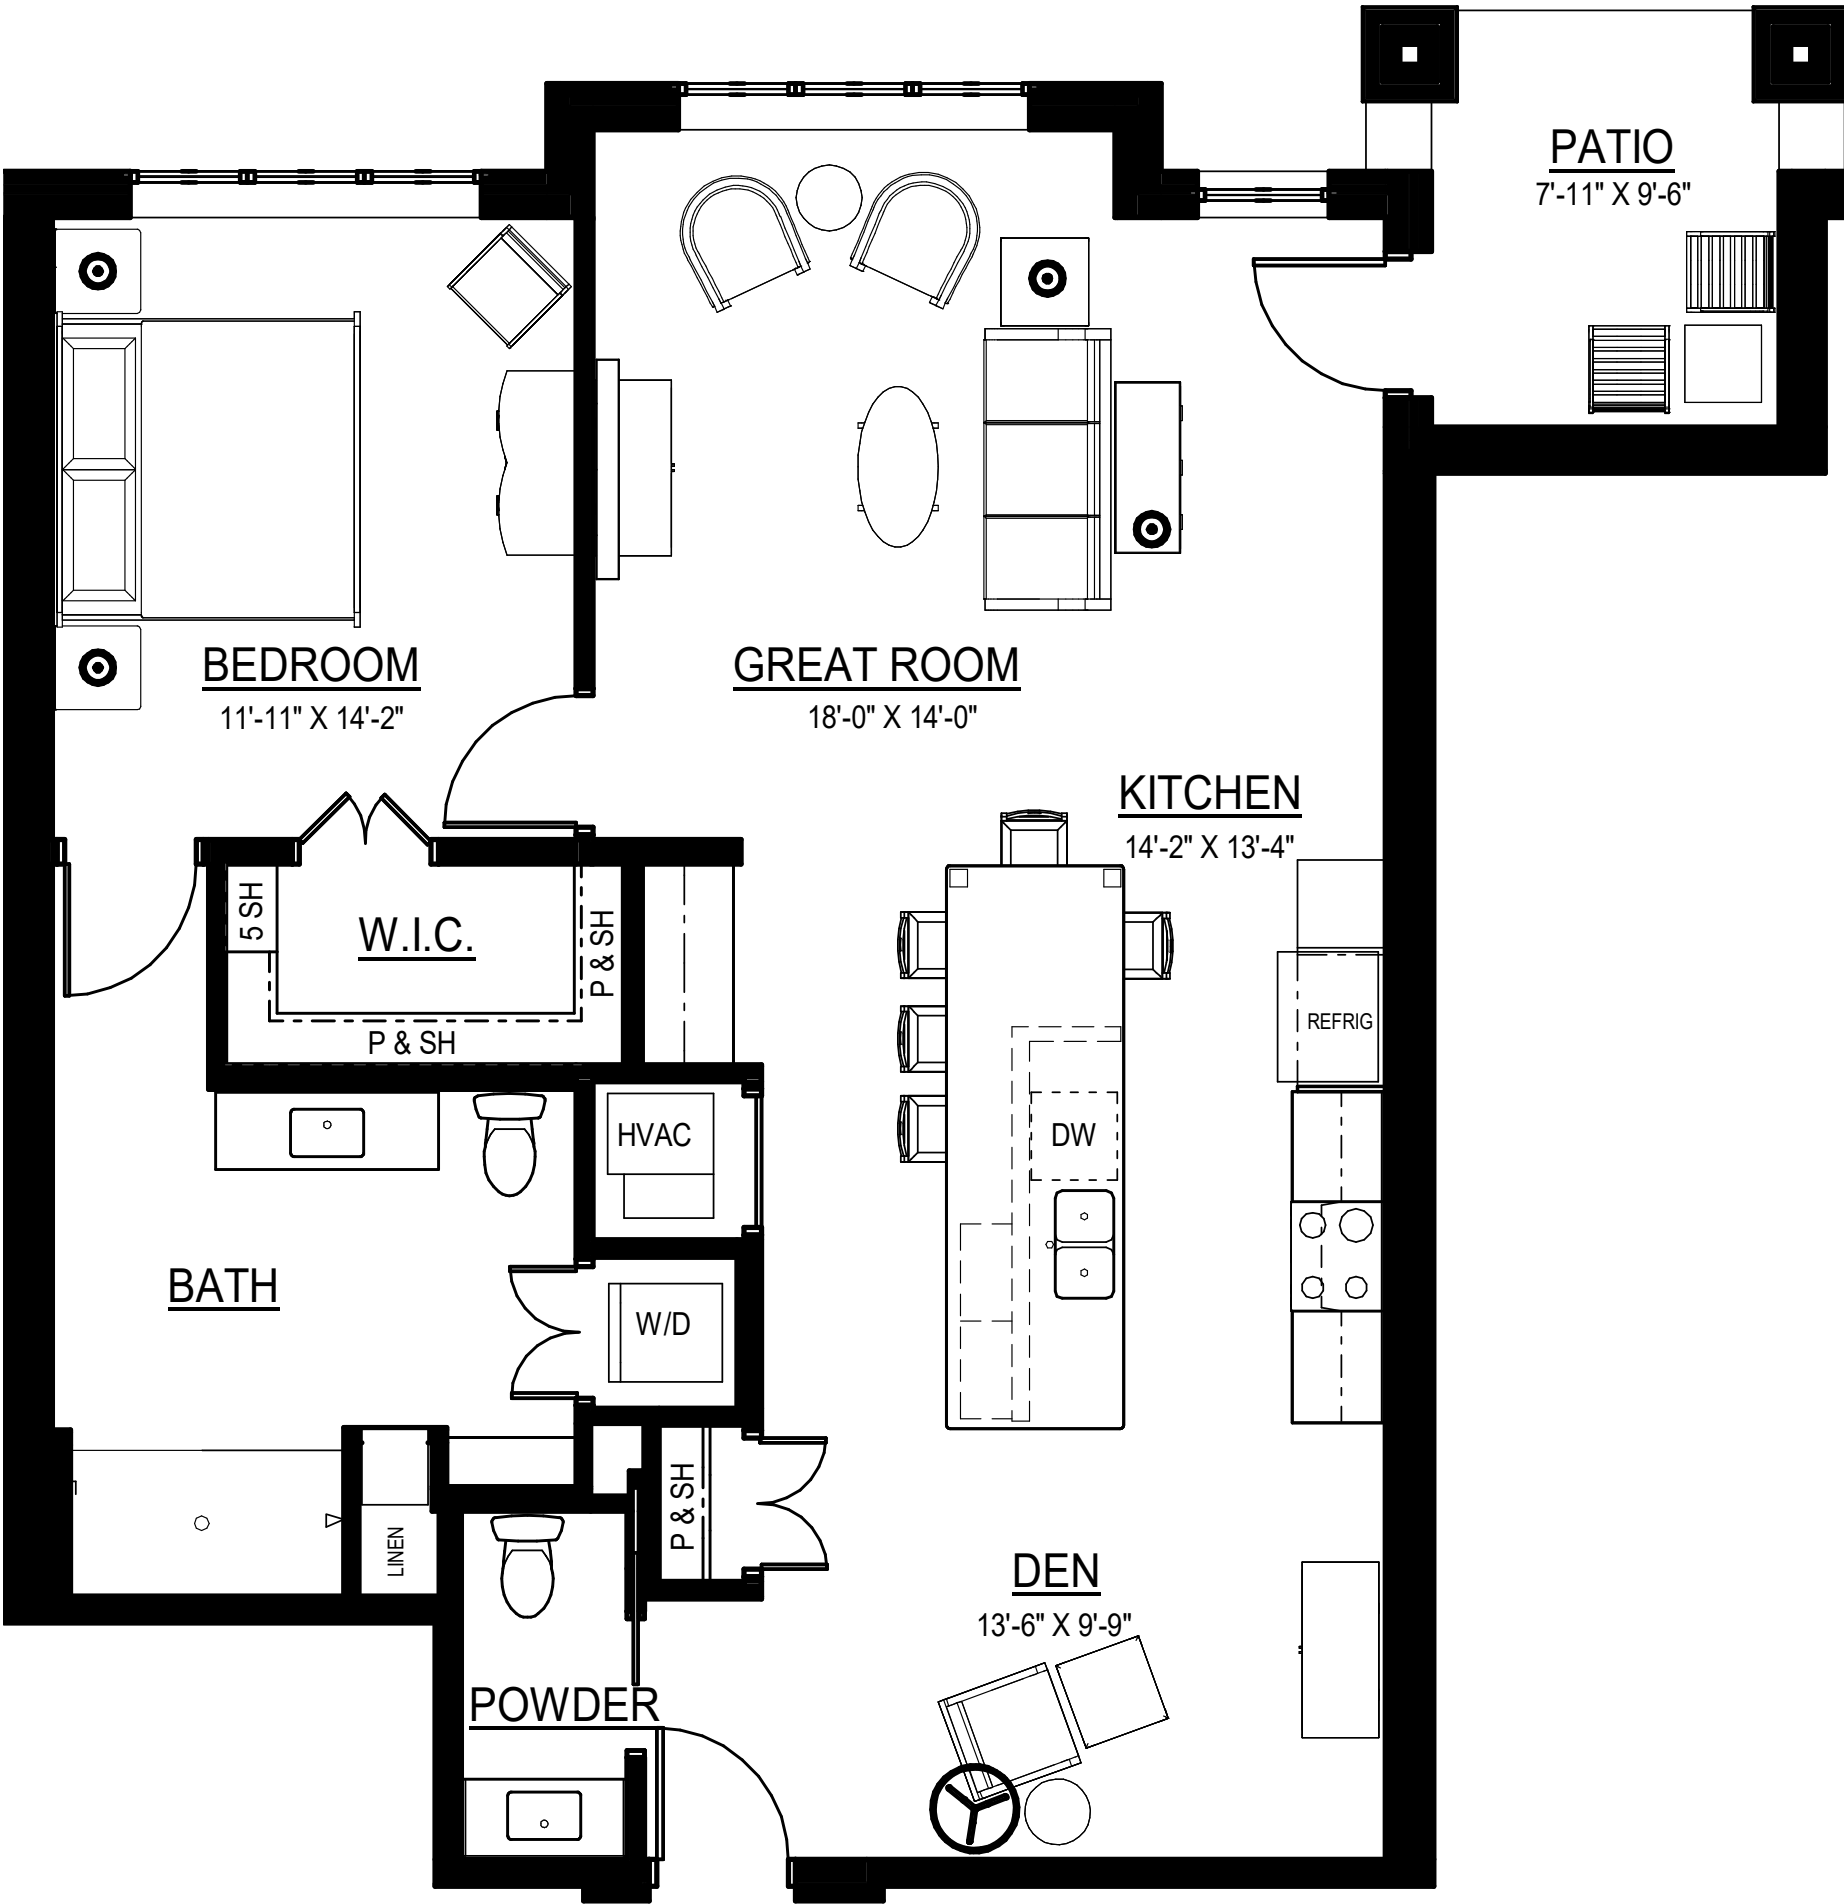 PATIO
7'-11" X 9'-6"
BEDROOM
11'-11" X 14'-2"
GREAT ROOM
18'-0" X 14'-0"
KITCHEN
14'-2" X 13'-4"
5 SH
W.I.C.
P & SH
P & SH
REFRIG
HVAC
DW
BATH
W/D
P & SH
LINEN
DEN
13'-6" X 9'-9"
POWDER